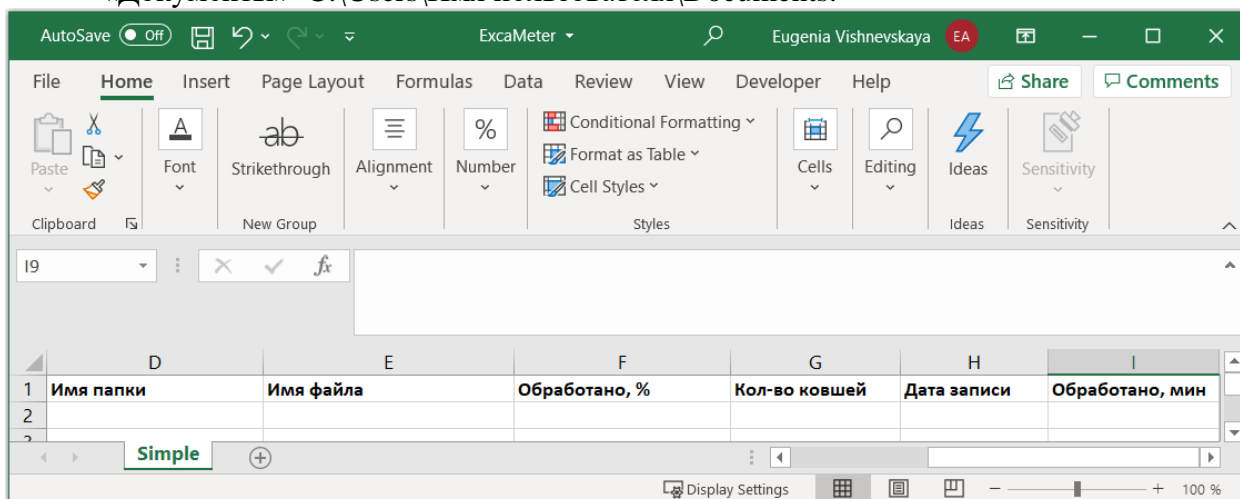 AutoSave Off ExcaMeter Eugenia Vishnevskaya EA
File Home Insert Page Layout Formulas Data Review View Developer Help Share Comments
Paste Font Strikethrough Alignment Number Conditional Formatting Format as Table Cell Styles Cells Editing Ideas Sensitivity
Clipboard New Group Styles Ideas Sensitivity
I9 fx
D E F G H I
1 Имя папки Имя файла Обработано, % Кол-во ковшей Дата записи Обработано, мин
2
Simple
Display Settings 100 %